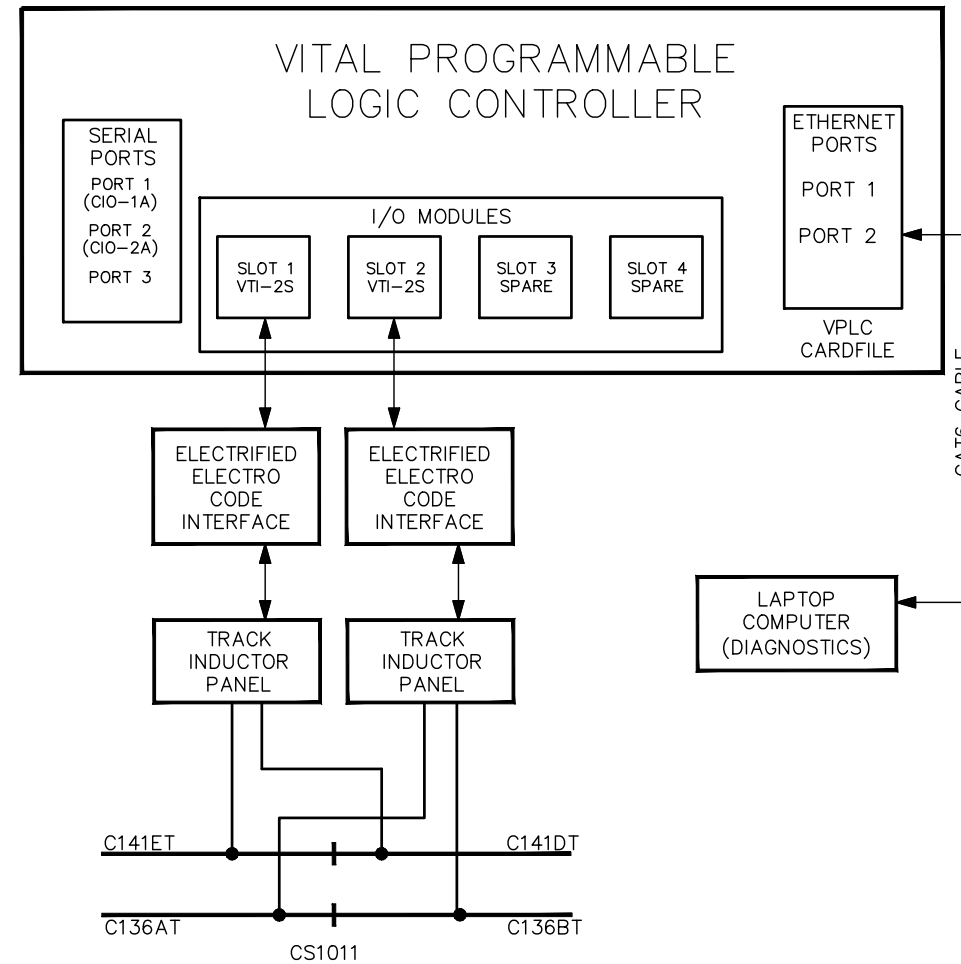 VITAL PROGRAMMABLE
LOGIC CONTROLLER
SERIAL
PORTS
PORT 1
(CIO-1A)
PORT 2
(CIO-2A)
PORT 3
I/O MODULES
SLOT 1
VTI-2S
SLOT 2
VTI-2S
SLOT 3
SPARE
SLOT 4
SPARE
ETHERNET
PORTS
PORT 1
PORT 2
VPLC
CARDFILE
CAT6 CABLE
ELECTRIFIED
ELECTRO
CODE
INTERFACE
ELECTRIFIED
ELECTRO
CODE
INTERFACE
TRACK
INDUCTOR
PANEL
TRACK
INDUCTOR
PANEL
LAPTOP
COMPUTER
(DIAGNOSTICS)
C141ET
C141DT
C136AT
C136BT
CS1011